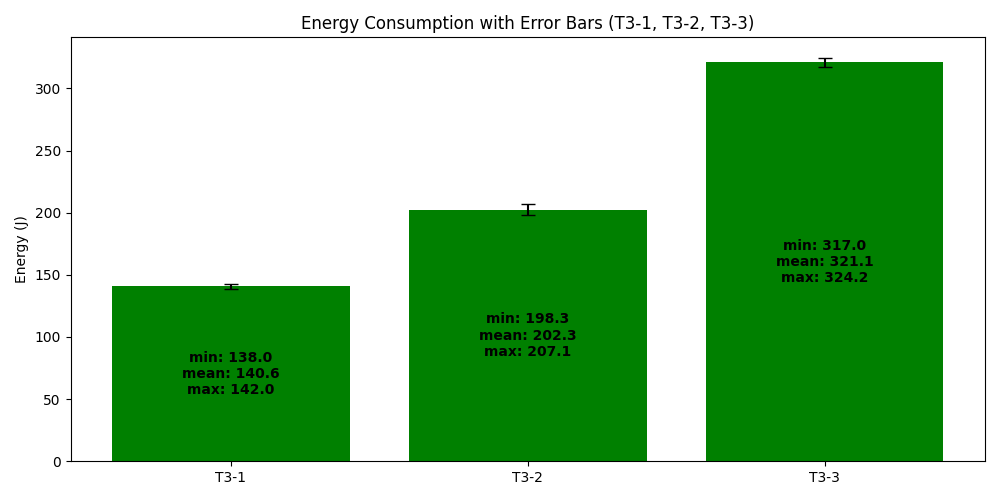 Energy Consumption with Error Bars (T3-1, T3-2, T3-3)
Energy (J)
300
250
200
150
100
50
0
min: 138.0
mean: 140.6
max: 142.0
min: 198.3
mean: 202.3
max: 207.1
min: 317.0
mean: 321.1
max: 324.2
T3-1
T3-2
T3-3